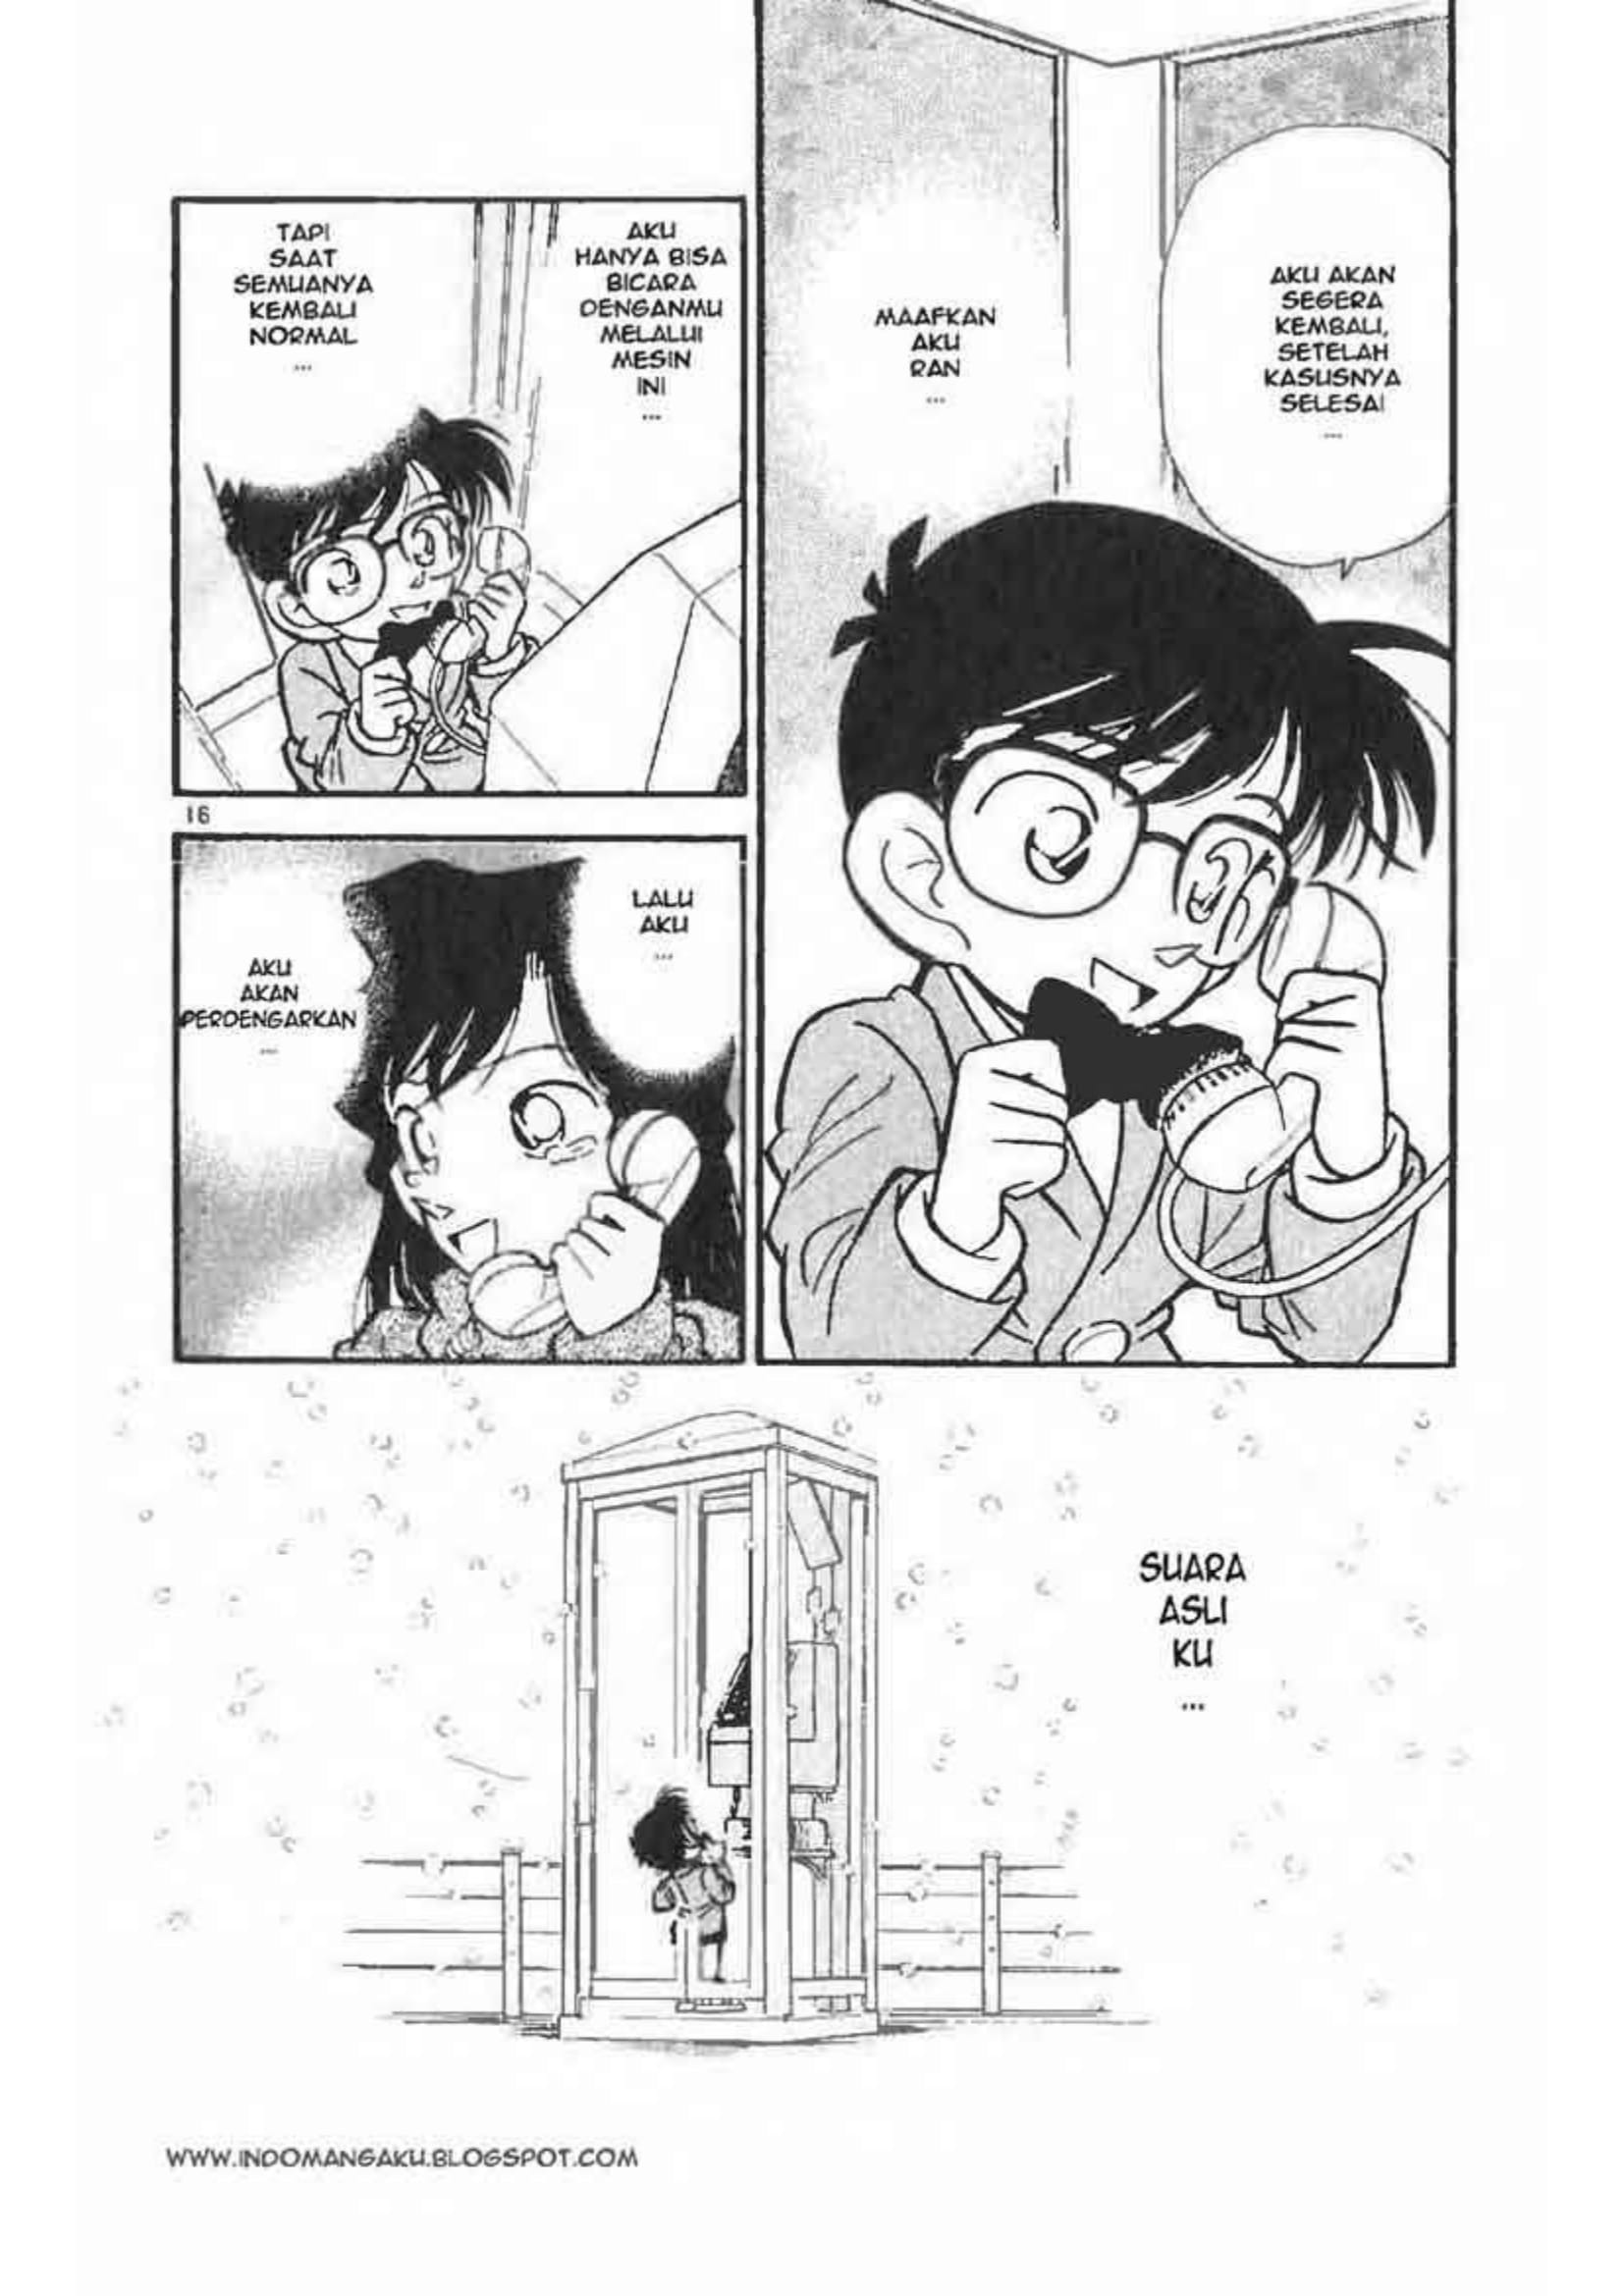 AKU AKAN
SEGERA
KEMBALI,
SETELAH
KASUSNYA
SELESAI
...
MAAFKAN
AKU
RAN
...
AKU
HANYA BISA
BICARA
DENGANMU
MELALUI
MESIN
INI
...
TAPI
SAAT
SEMUANYA
KEMBALI
NORMAL
...
16
LALU
AKU
...
AKU
AKAN
PERDENGARKAN
...
SUARA
ASLI
KU
...
WWW.INDOMANGAKU.BLOGSPOT.COM